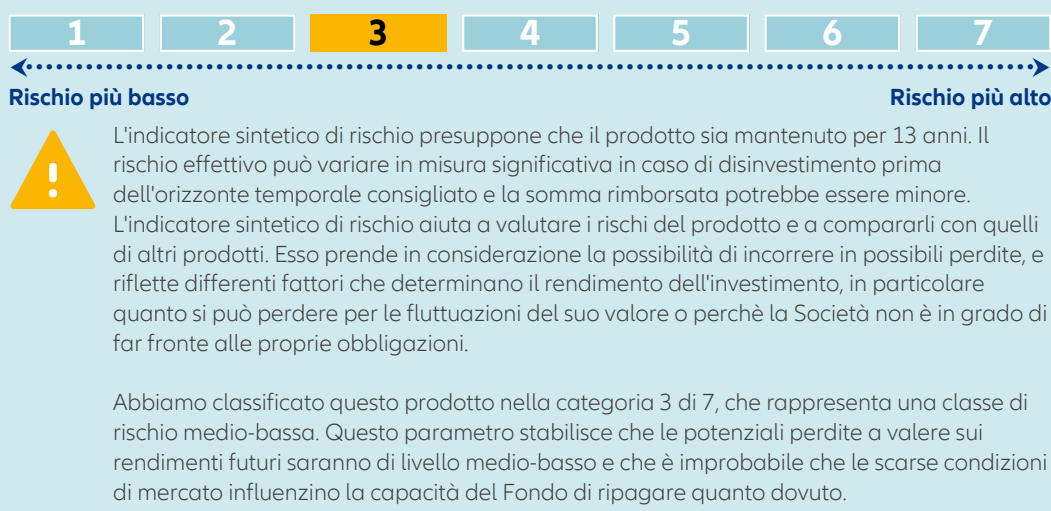 1 2 3 4 5 6 7
Rischio più basso Rischio più alto
L'indicatore sintetico di rischio presuppone che il prodotto sia mantenuto per 13 anni. Il
rischio effettivo può variare in misura significativa in caso di disinvestimento prima
dell'orizzonte temporale consigliato e la somma rimborsata potrebbe essere minore.
L'indicatore sintetico di rischio aiuta a valutare i rischi del prodotto e a compararli con quelli
di altri prodotti. Esso prende in considerazione la possibilità di incorrere in possibili perdite, e
riflette differenti fattori che determinano il rendimento dell'investimento, in particolare
quanto si può perdere per le fluttuazioni del suo valore o perchè la Società non è in grado di
far fronte alle proprie obbligazioni.
Abbiamo classificato questo prodotto nella categoria 3 di 7, che rappresenta una classe di
rischio medio-bassa. Questo parametro stabilisce che le potenziali perdite a valere sui
rendimenti futuri saranno di livello medio-basso e che è improbabile che le scarse condizioni
di mercato influenzino la capacità del Fondo di ripagare quanto dovuto.